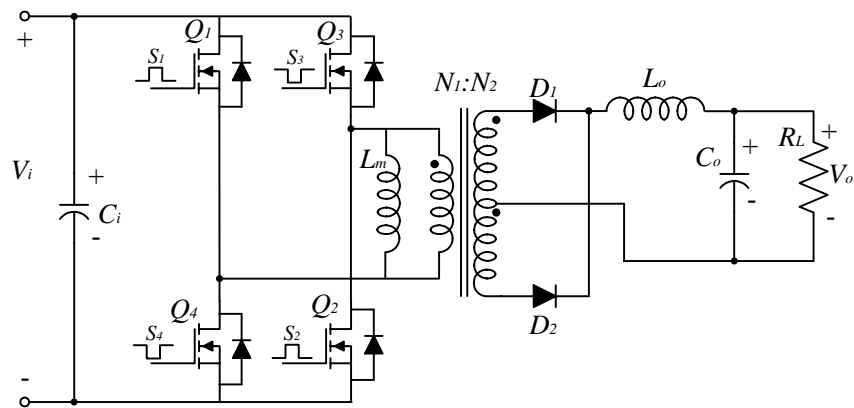 +
Q1
S1
Q3
S3
N1:N2
D1
Lo
Vi
+
Ci
-
Lm
Co
+
-
RL
+
Vo
-
Q4
S4
Q2
S2
D2
-